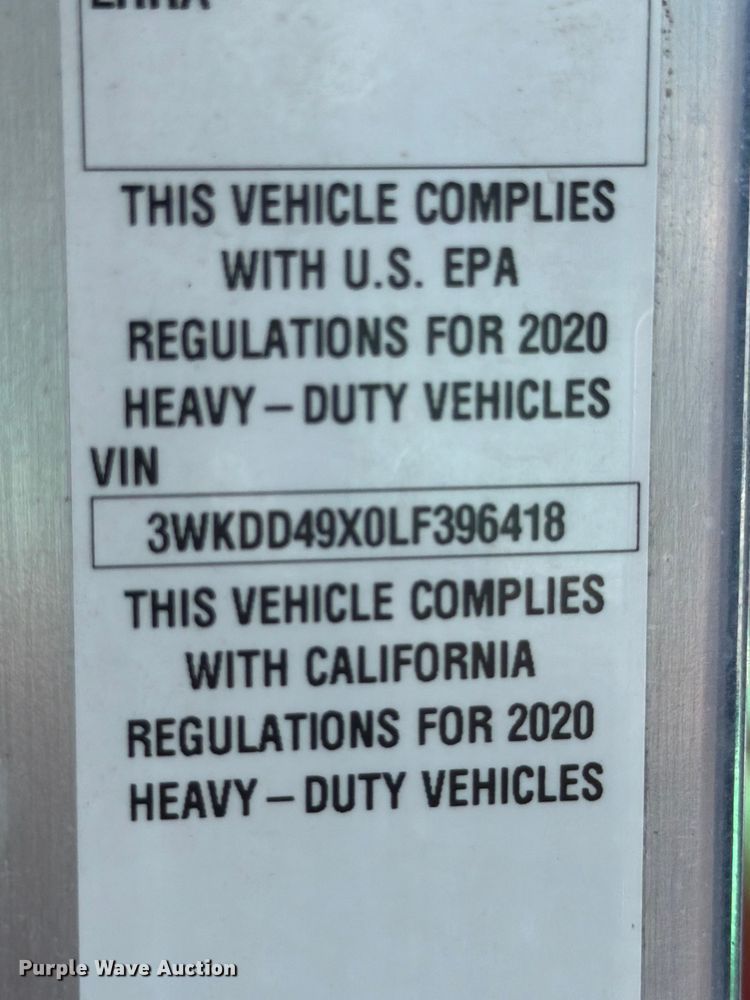 THIS VEHICLE COMPLIES
WITH U.S. EPA
REGULATIONS FOR 2020
HEAVY – DUTY VEHICLES
VIN
3WKDD49X0LF396418
THIS VEHICLE COMPLIES
WITH CALIFORNIA
REGULATIONS FOR 2020
HEAVY – DUTY VEHICLES
Purple Wave Auction